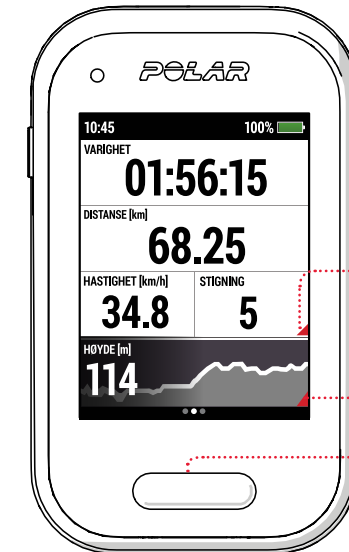 POLAR
10:45 100%
VARIGHET
01:56:15
DISTANSE [km]
68.25
HASTIGHET [km/h] STIGNING
34.8 5
HØYDE [m]
114